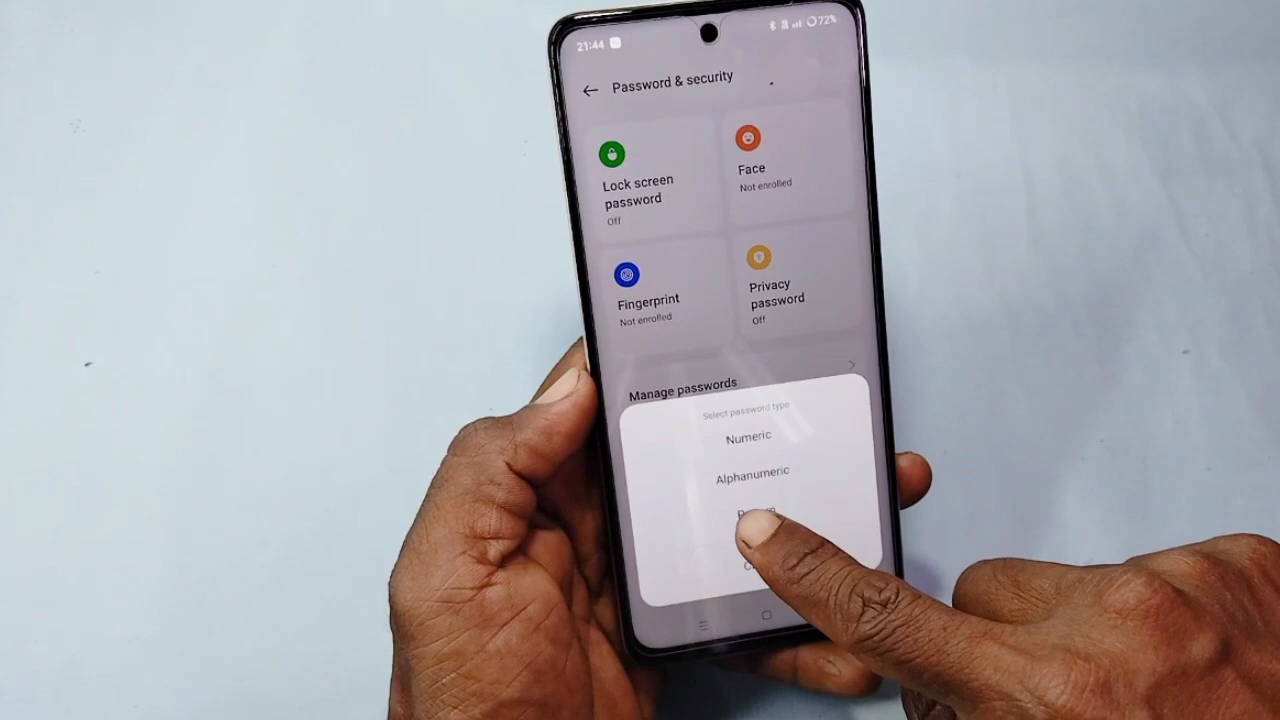 21:44
72%
Password & security
Lock screen
password
Off
Face
Not enrolled
Fingerprint
Not enrolled
Privacy
password
Off
Manage passwords
Select password type
Numeric
Alphanumeric